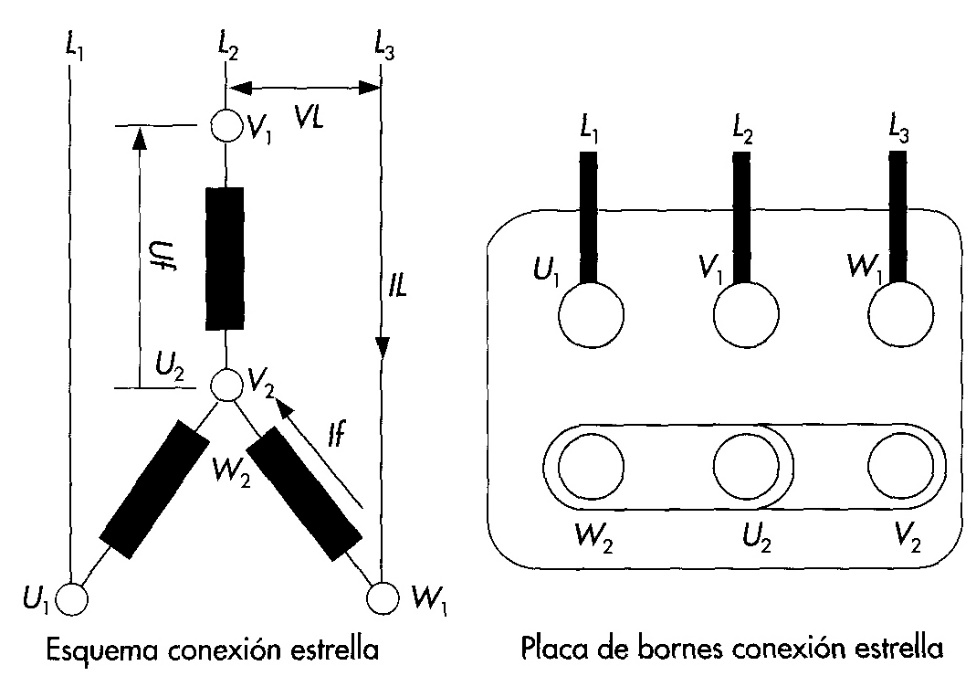 L₁ L₂ L₃
VL
V₁
Uf
IL
U₂ V₂
If
W₂
U₁ W₁
Esquema conexión estrella
L₁ L₂ L₃
U₁ V₁ W₁
W₂ U₂ V₂
Placa de bornes conexión estrella